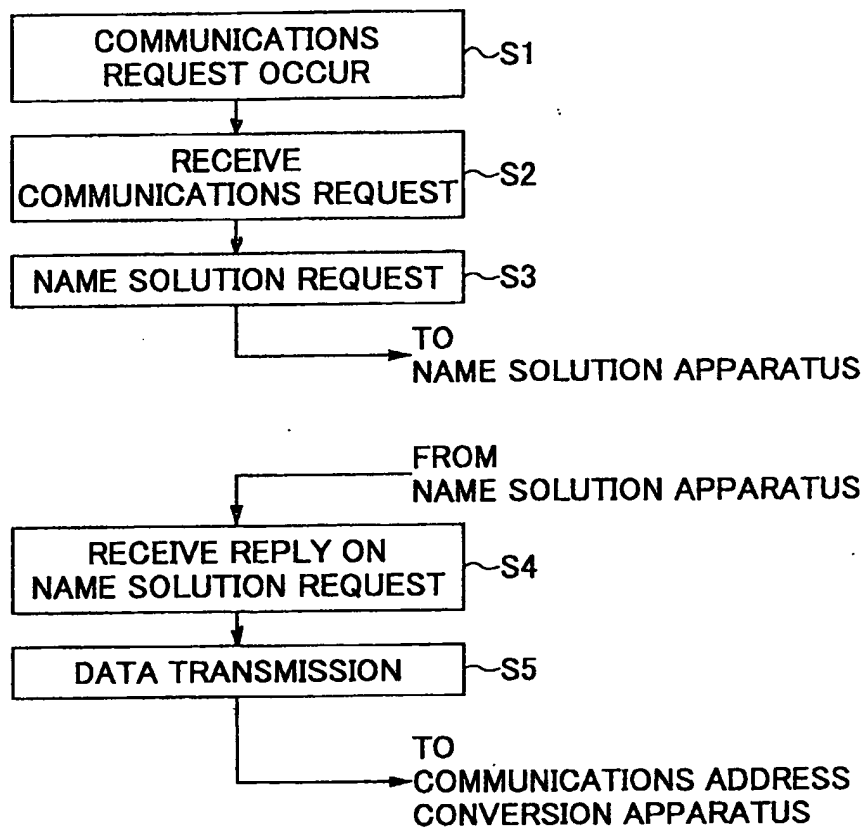 COMMUNICATIONS
REQUEST OCCUR
S1
RECEIVE
COMMUNICATIONS REQUEST
S2
NAME SOLUTION REQUEST
S3
TO
NAME SOLUTION APPARATUS
FROM
NAME SOLUTION APPARATUS
RECEIVE REPLY ON
NAME SOLUTION REQUEST
S4
DATA TRANSMISSION
S5
TO
COMMUNICATIONS ADDRESS
CONVERSION APPARATUS